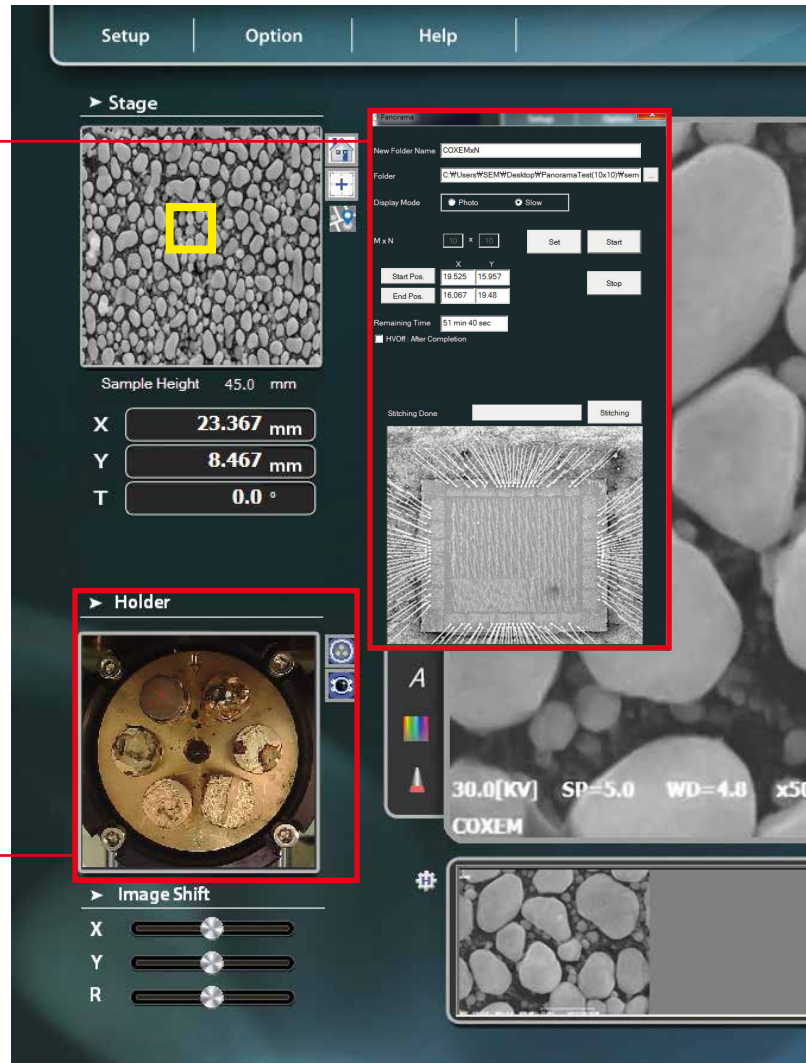 Setup Option Help
Stage
Sample Height 45.0 mm
X 23.367 mm
Y 8.467 mm
T 0.0 °
Panorama Setup Option
New Folder Name COXEMxN
Folder C:₩Users₩SEM₩Desktop₩PanoramaTest(10x10)₩sem ...
Display Mode Photo Slow
M x N 10 x 10 Set Start
X Y
Start Pos. 19.525 15.957
Stop
End Pos. 16.067 19.48
Remaining Time 51 min 40 sec
HVOff : After Completion
Stitching Done Stitching
Holder
A
30.0[KV] SP=5.0 WD=4.8 x50
COXEM
H
Image Shift
X
Y
R